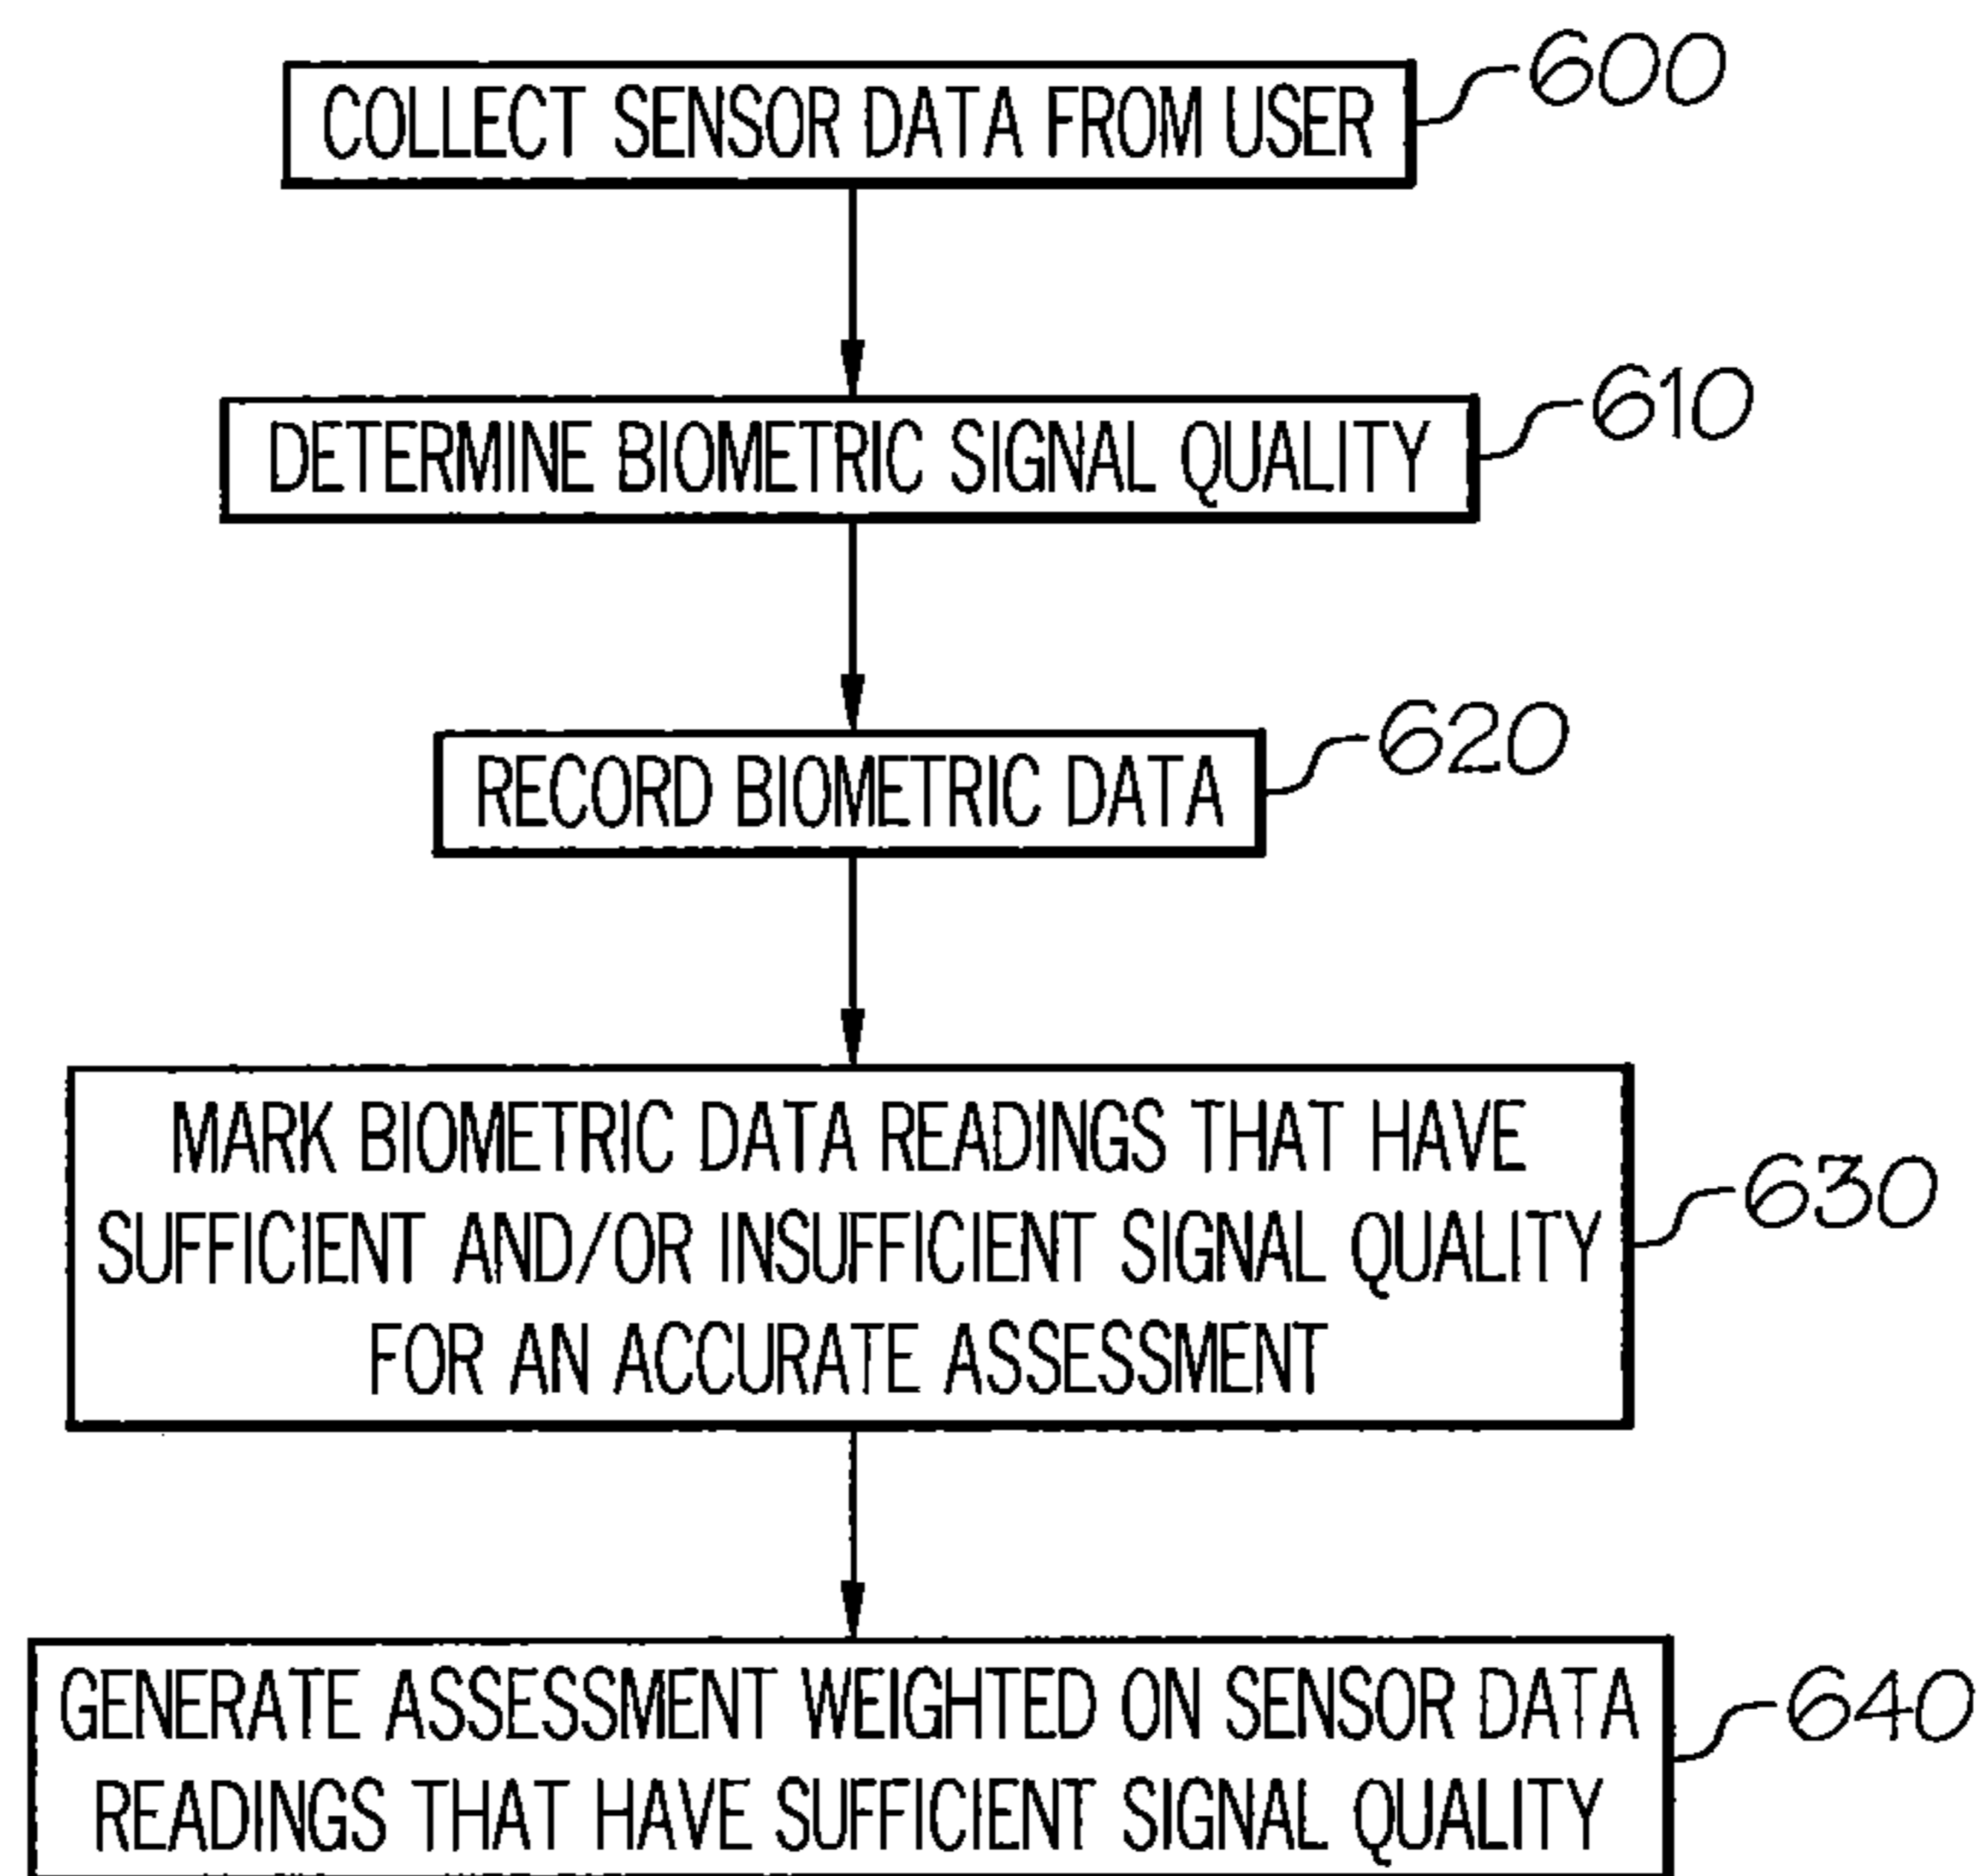 COLLECT SENSOR DATA FROM USER
600
DETERMINE BIOMETRIC SIGNAL QUALITY
610
RECORD BIOMETRIC DATA
620
MARK BIOMETRIC DATA READINGS THAT HAVE
SUFFICIENT AND/OR INSUFFICIENT SIGNAL QUALITY
FOR AN ACCURATE ASSESSMENT
630
GENERATE ASSESSMENT WEIGHTED ON SENSOR DATA
READINGS THAT HAVE SUFFICIENT SIGNAL QUALITY
640